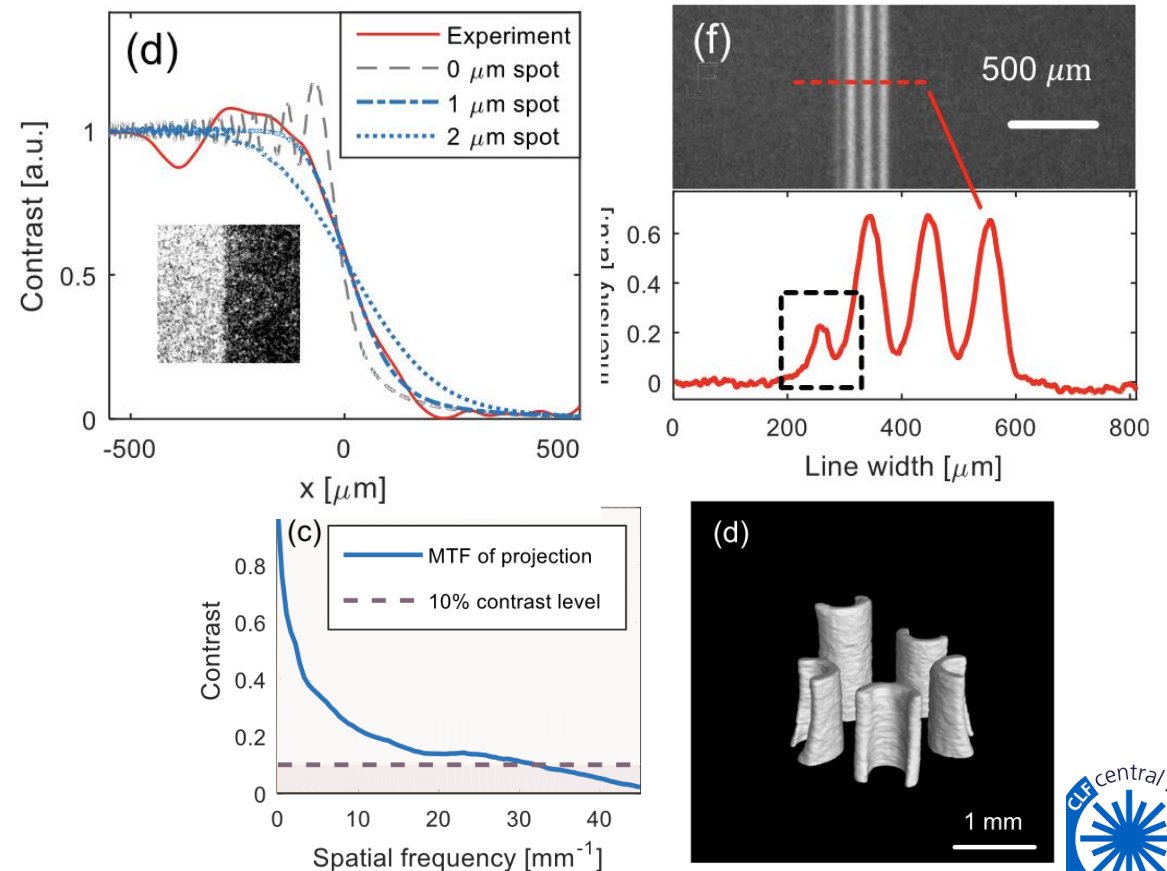 (d)
Experiment
0 μm spot
1 μm spot
2 μm spot
Contrast [a.u.]
1
0.5
0
-500
0
500
x [μm]
(f)
500 μm
Intensity [a.u.]
0.6
0.4
0.2
0
0
200
400
600
800
Line width [μm]
(c)
MTF of projection
10% contrast level
Contrast
0.8
0.6
0.4
0.2
0
0
10
20
30
40
Spatial frequency [mm⁻¹]
(d)
1 mm
CLF
central